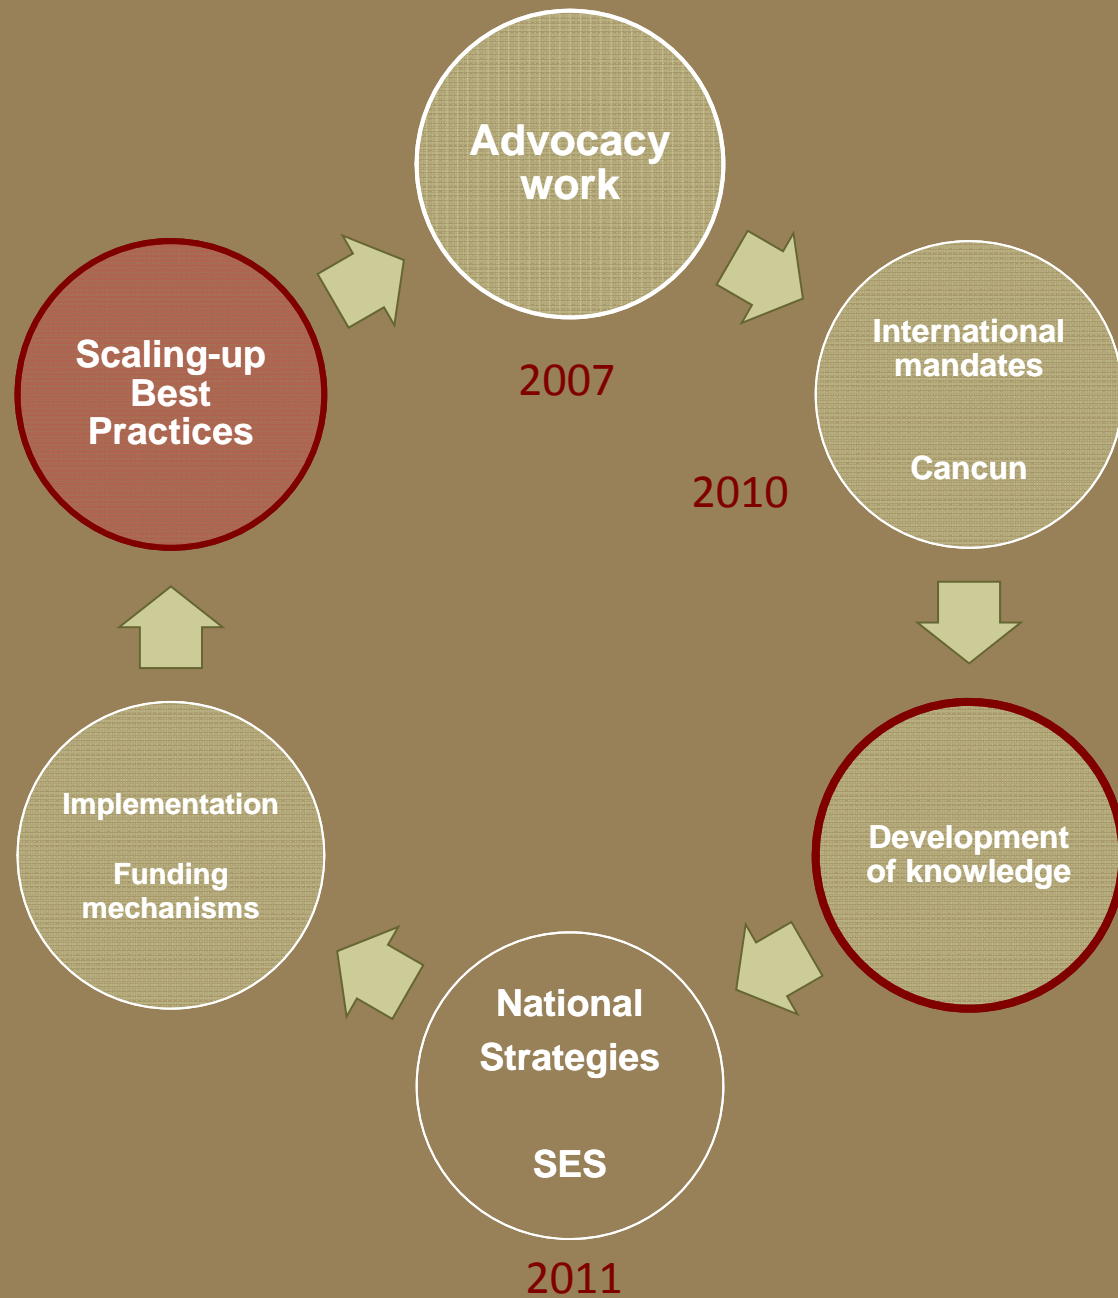 Advocacy
work
2007
International
mandates
Cancun
2010
Development
of knowledge
National
Strategies
SES
2011
Implementation
Funding
mechanisms
Scaling-up
Best
Practices